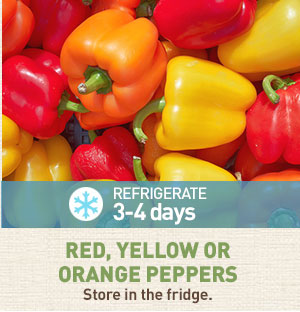 REFRIGERATE
3-4 days
RED, YELLOW OR
ORANGE PEPPERS
Store in the fridge.